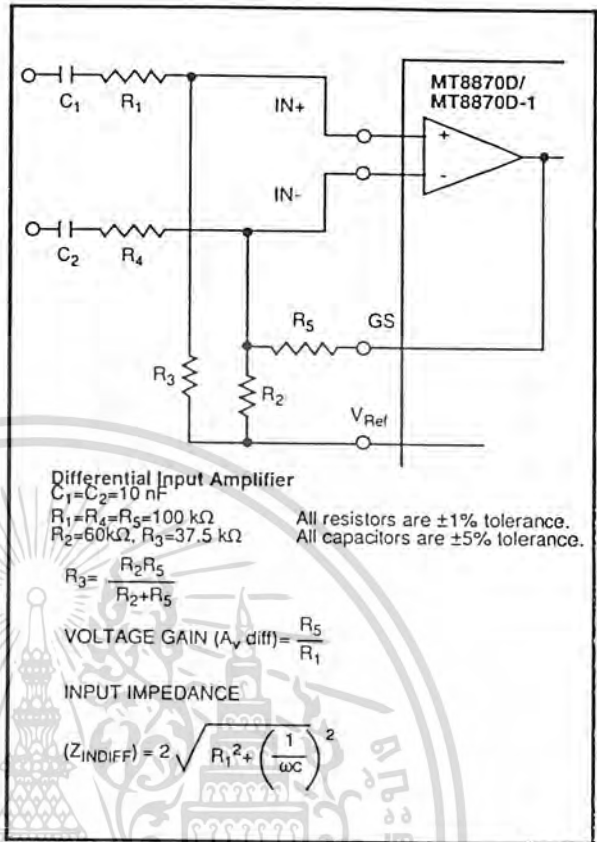 MT8870D/
MT8870D-1
C₁ R₁ IN+
+
-
IN-
C₂ R₄
R₅ GS
R₃
R₂
V_Ref
Differential Input Amplifier
C₁=C₂=10 nF
R₁=R₄=R₅=100 kΩ All resistors are ±1% tolerance.
R₂=60kΩ, R₃=37.5 kΩ All capacitors are ±5% tolerance.
R₃= R₂R₅ / R₂+R₅
VOLTAGE GAIN (Aᵥ diff)= R₅ / R₁
INPUT IMPEDANCE
(Z_INDIFF) = 2 √ R₁²+ (1 / ωc)²